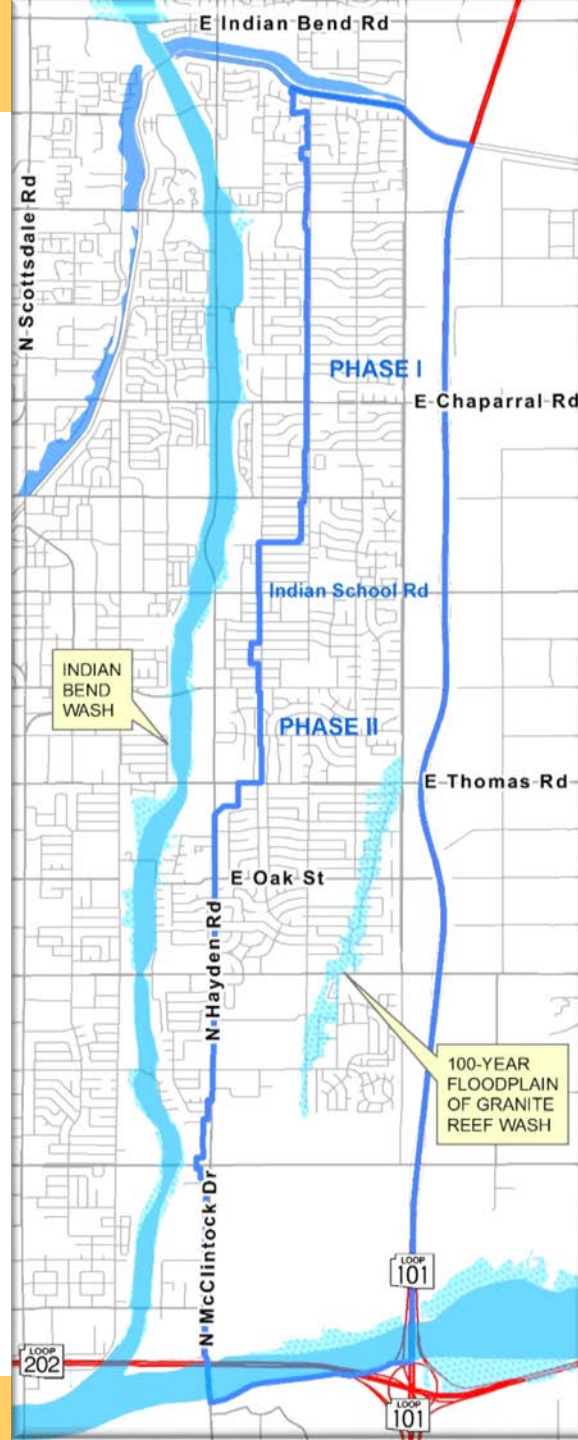 E Indian Bend Rd
N Scottsdale Rd
PHASE I
E Chaparral Rd
Indian School Rd
INDIAN
BEND
WASH
PHASE II
E Thomas Rd
E Oak St
N Hayden Rd
100-YEAR
FLOODPLAIN
OF GRANITE
REEF WASH
N McClintock Dr
LOOP
101
LOOP
202
LOOP
101